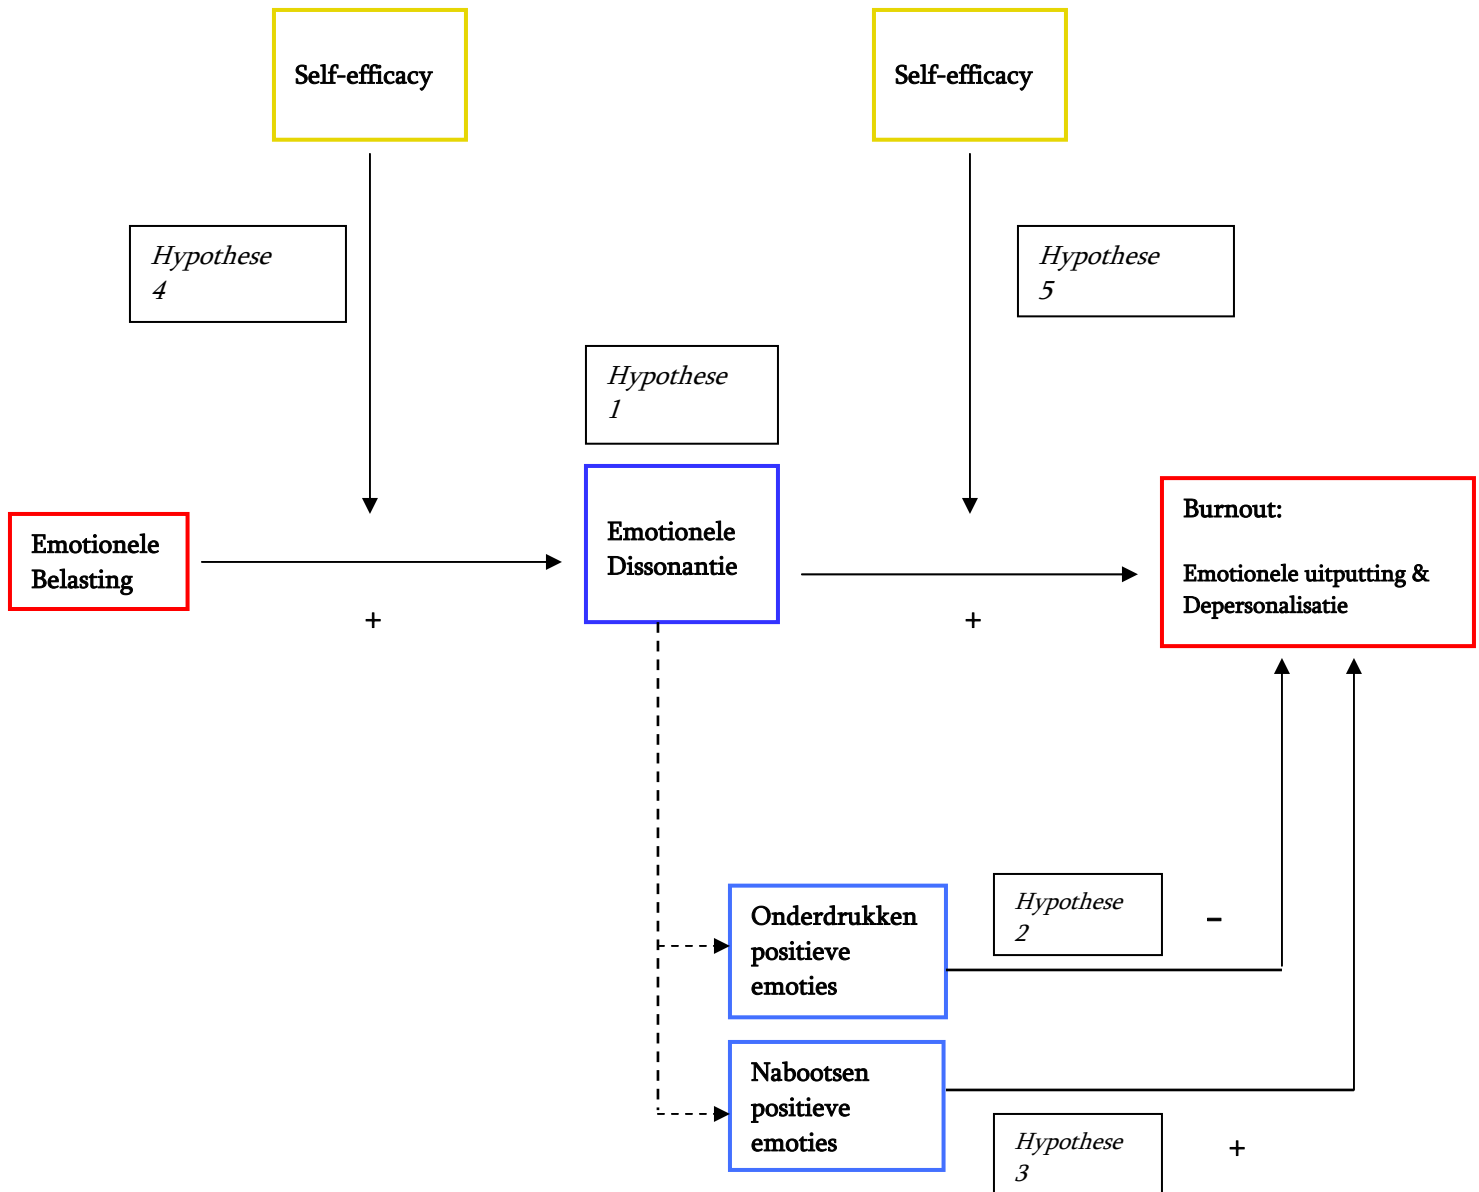 Self-efficacy
Self-efficacy
Hypothese
4
Hypothese
5
Hypothese
1
Emotionele
Belasting
+
Emotionele
Dissonantie
+
Burnout:
Emotionele uitputting &
Depersonalisatie
Onderdrukken
positieve
emoties
Hypothese
2
-
Nabootsen
positieve
emoties
Hypothese
3
+